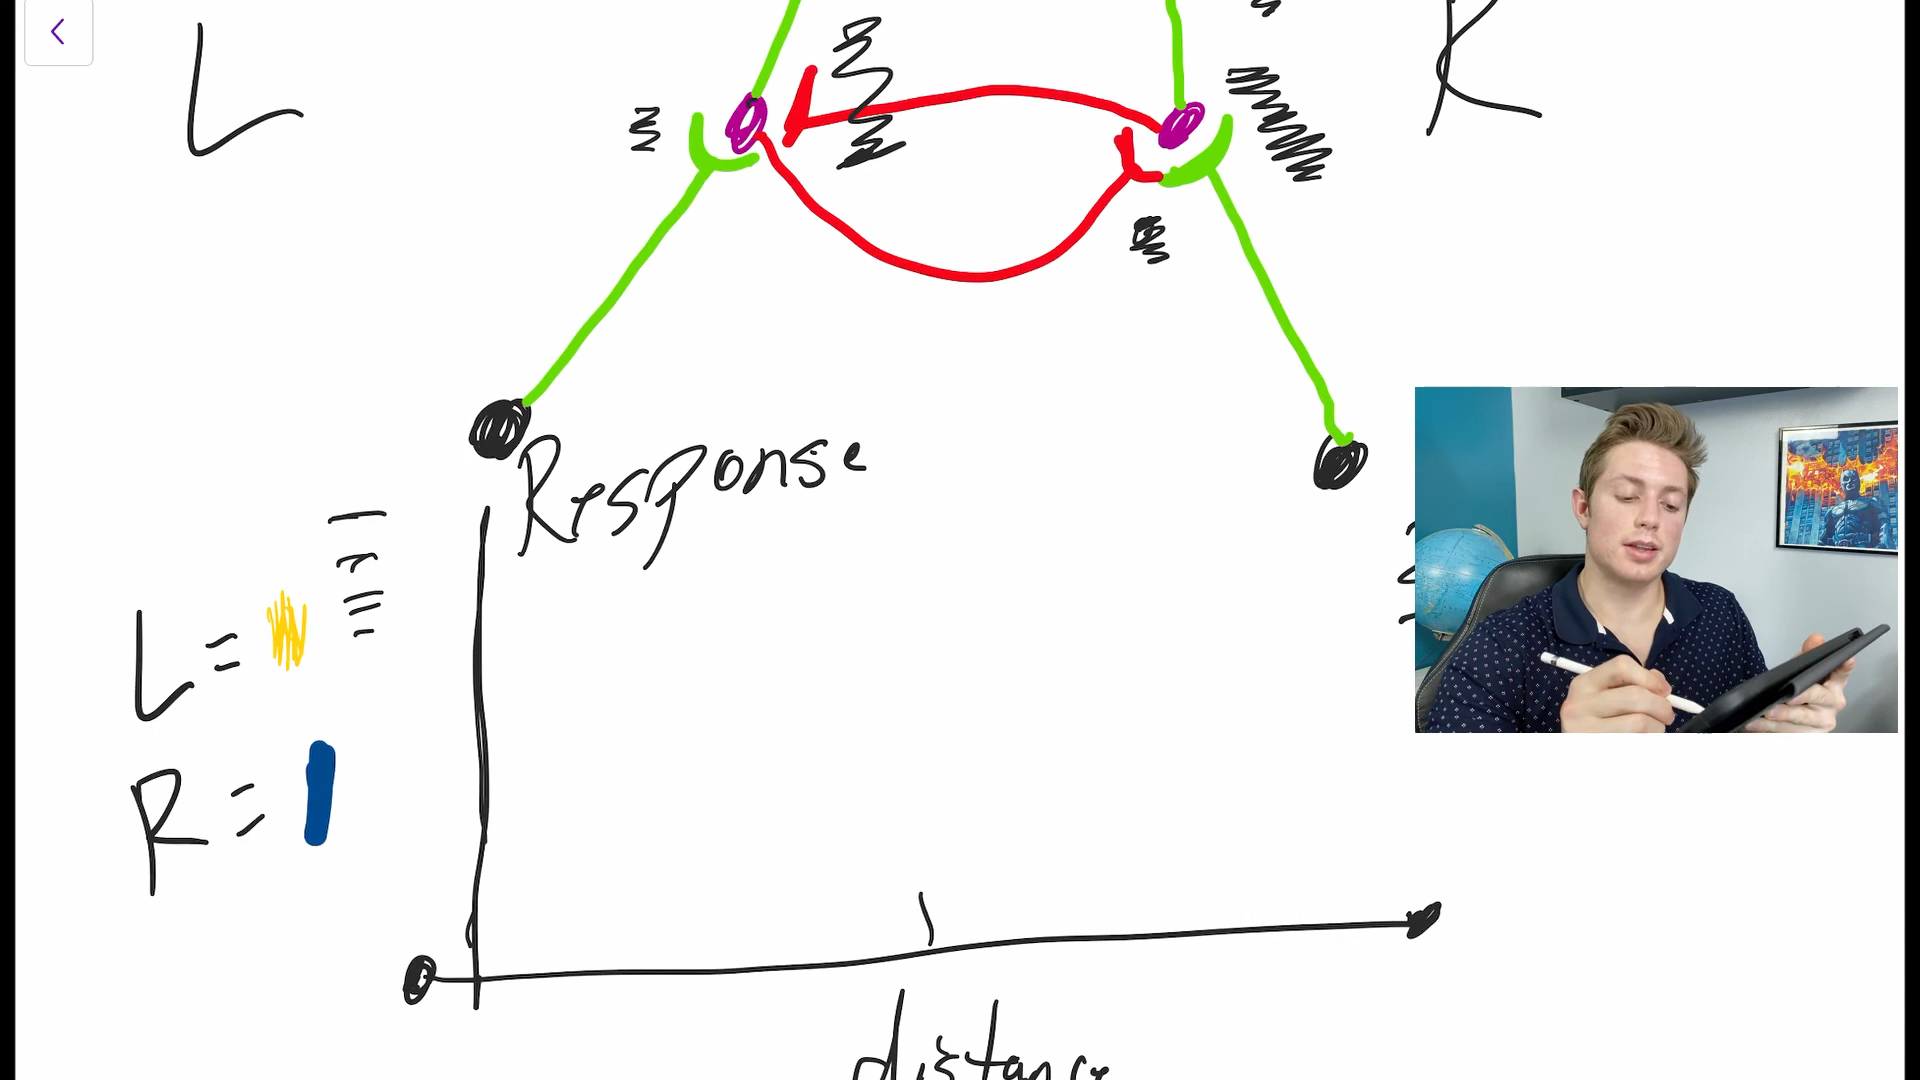 L R
Response
L =
R =
distance